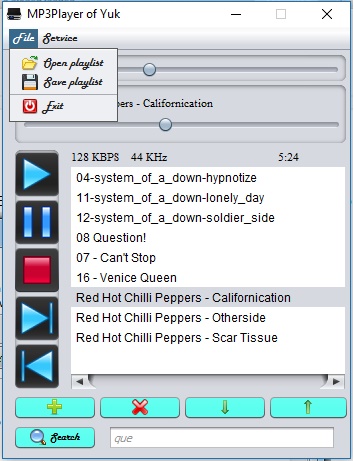 MP3Player of Yuk
File Service
Open playlist
Save playlist
Exit
Peppers - Californication
128 KBPS 44 KHz 5:24
04-system_of_a_down-hypnotize
11-system_of_a_down-lonely_day
12-system_of_a_down-soldier_side
08 Question!
07 - Can't Stop
16 - Venice Queen
Red Hot Chilli Peppers - Californication
Red Hot Chilli Peppers - Otherside
Red Hot Chilli Peppers - Scar Tissue
Search que